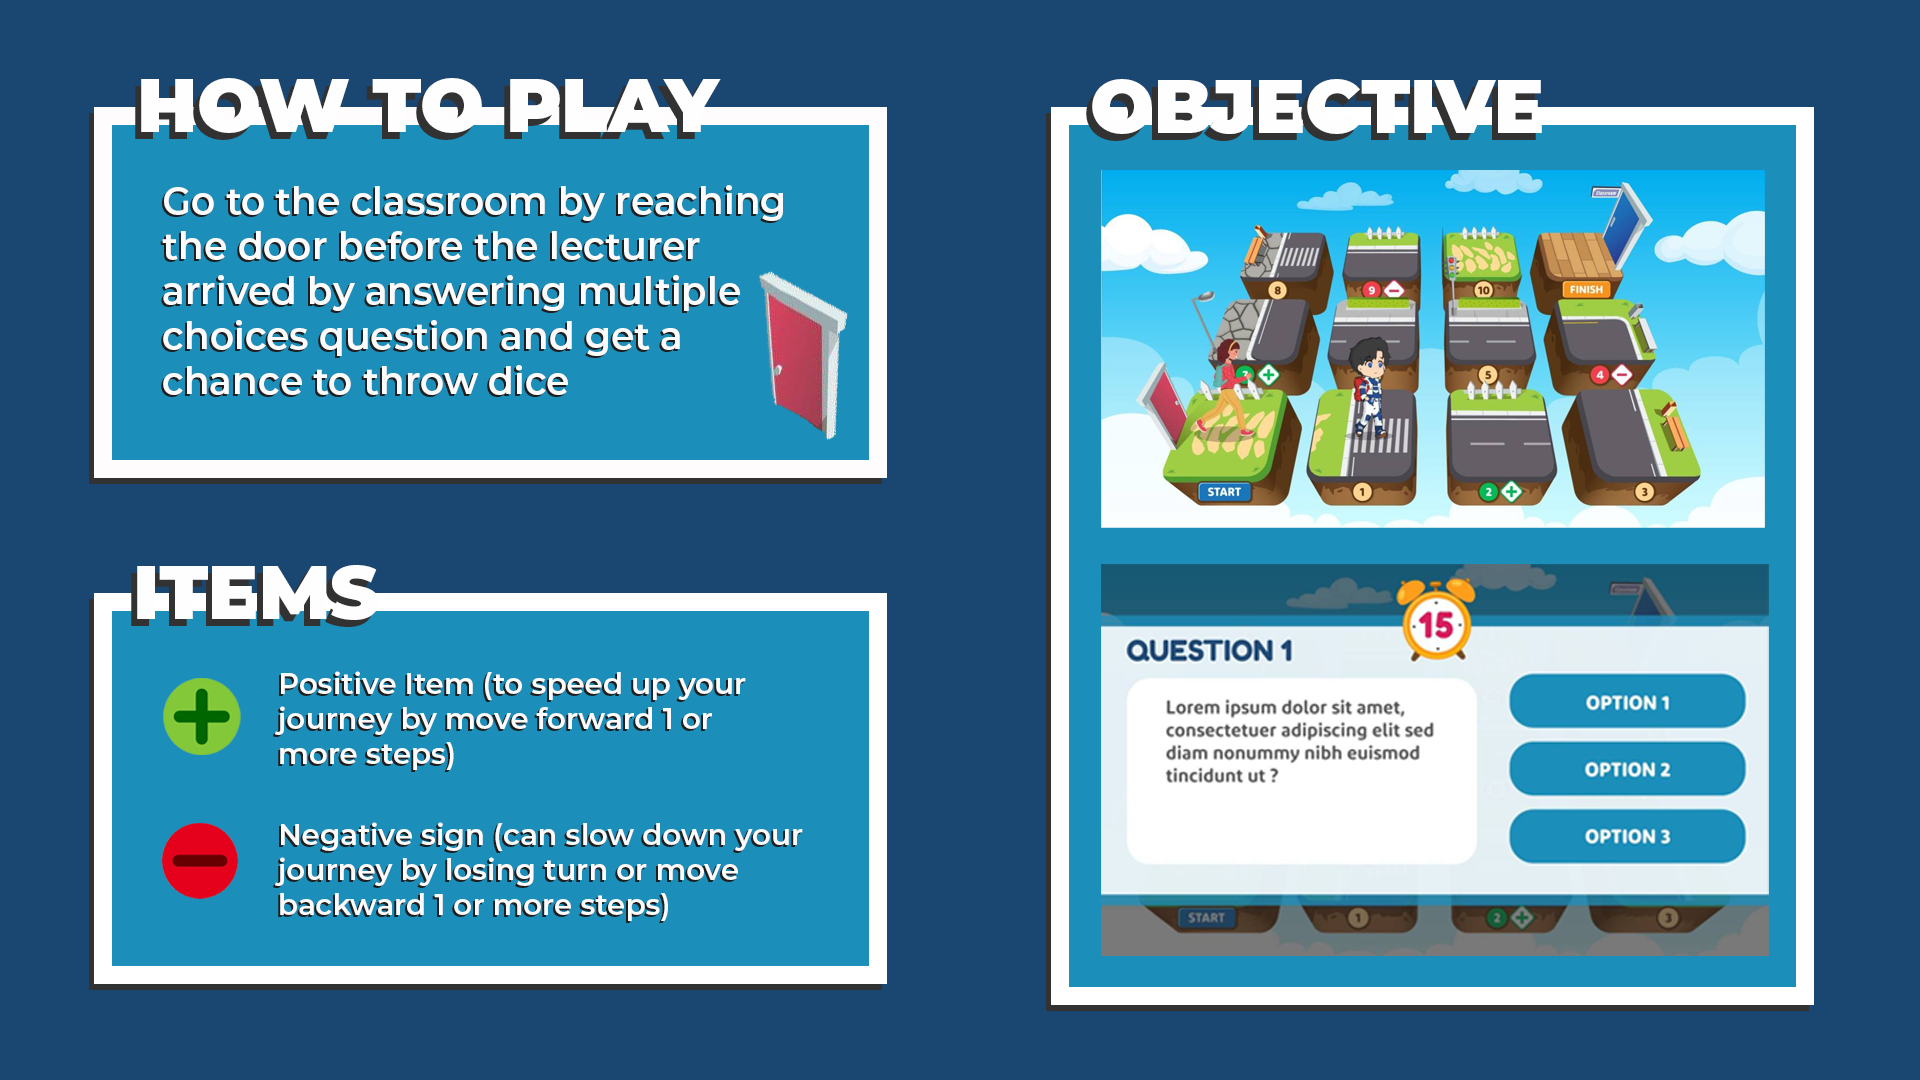 HOW TO PLAY
Go to the classroom by reaching
the door before the lecturer
arrived by answering multiple
choices question and get a
chance to throw dice
ITEMS
Positive Item (to speed up your
journey by move forward 1 or
more steps)
Negative sign (can slow down your
journey by losing turn or move
backward 1 or more steps)
OBJECTIVE
8
9
10
FINISH
5
4
START
1
2
3
15
QUESTION 1
Lorem ipsum dolor sit amet,
consectetuer adipiscing elit sed
diam nonummy nibh euismod
tincidunt ut ?
OPTION 1
OPTION 2
OPTION 3
START
1
2
3